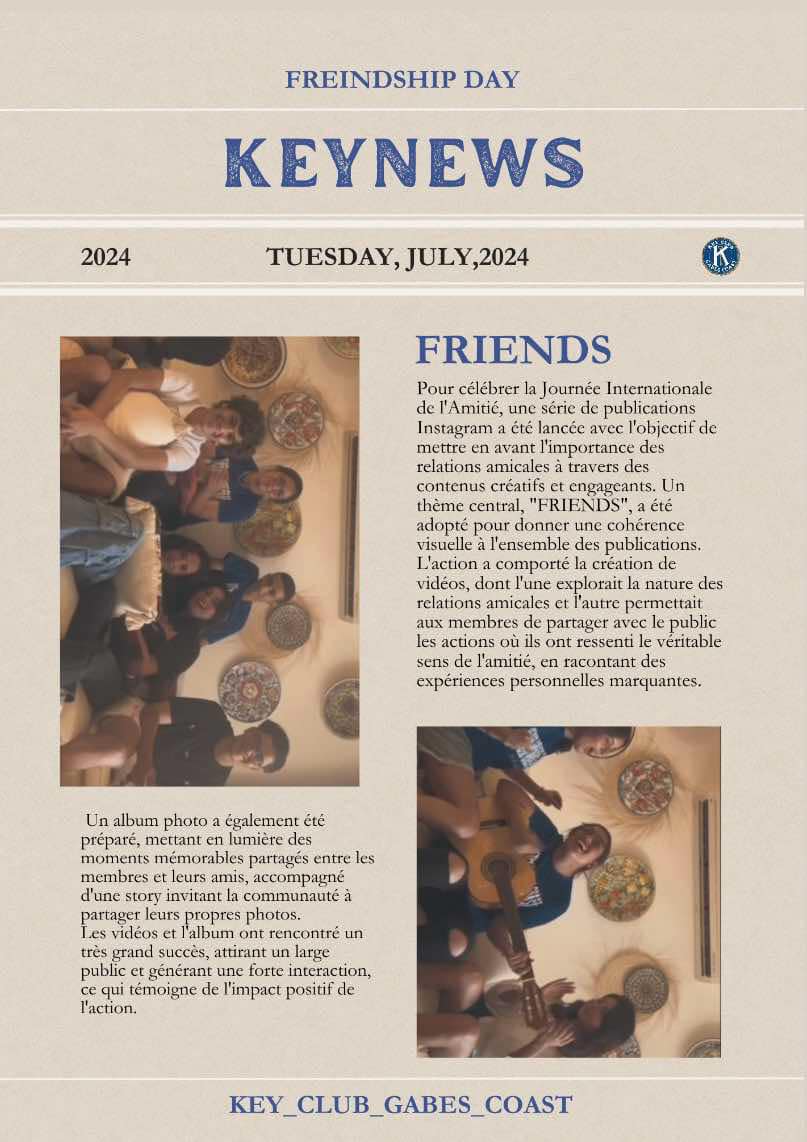 FREINDSHIP DAY
KEYNEWS
2024
TUESDAY, JULY,2024
KEY CLUB
K
GABES COAST
FRIENDS
Pour célébrer la Journée Internationale
de l'Amitié, une série de publications
Instagram a été lancée avec l'objectif de
mettre en avant l'importance des
relations amicales à travers des
contenus créatifs et engageants. Un
thème central, "FRIENDS", a été
adopté pour donner une cohérence
visuelle à l'ensemble des publications.
L'action a comporté la création de
vidéos, dont l'une explorait la nature des
relations amicales et l'autre permettait
aux membres de partager avec le public
les actions où ils ont ressenti le véritable
sens de l'amitié, en racontant des
expériences personnelles marquantes.
Un album photo a également été
préparé, mettant en lumière des
moments mémorables partagés entre les
membres et leurs amis, accompagné
d'une story invitant la communauté à
partager leurs propres photos.
Les vidéos et l'album ont rencontré un
très grand succès, attirant un large
public et générant une forte interaction,
ce qui témoigne de l'impact positif de
l'action.
KEY_CLUB_GABES_COAST